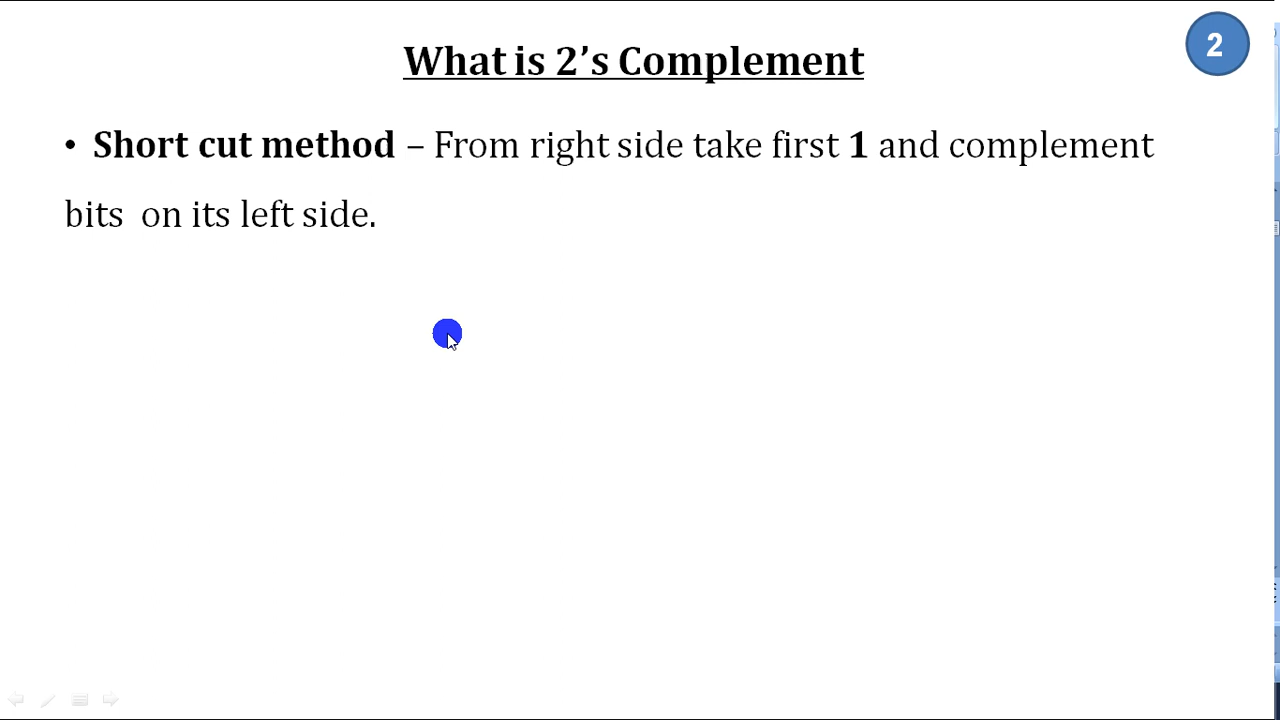 What is 2’s Complement
2
• Short cut method – From right side take first 1 and complement
bits on its left side.